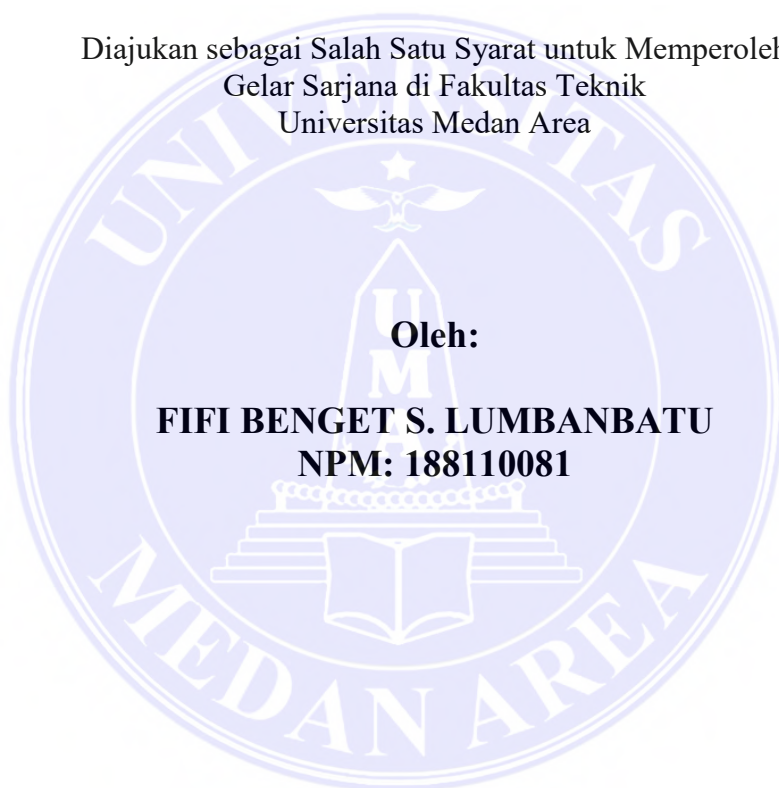 Diajukan sebagai Salah Satu Syarat untuk Memperoleh
Gelar Sarjana di Fakultas Teknik
Universitas Medan Area
UNIVERSITAS
UMA
Oleh:
FIFI BENGET S. LUMBANBATU
NPM: 188110081
MEDAN AREA